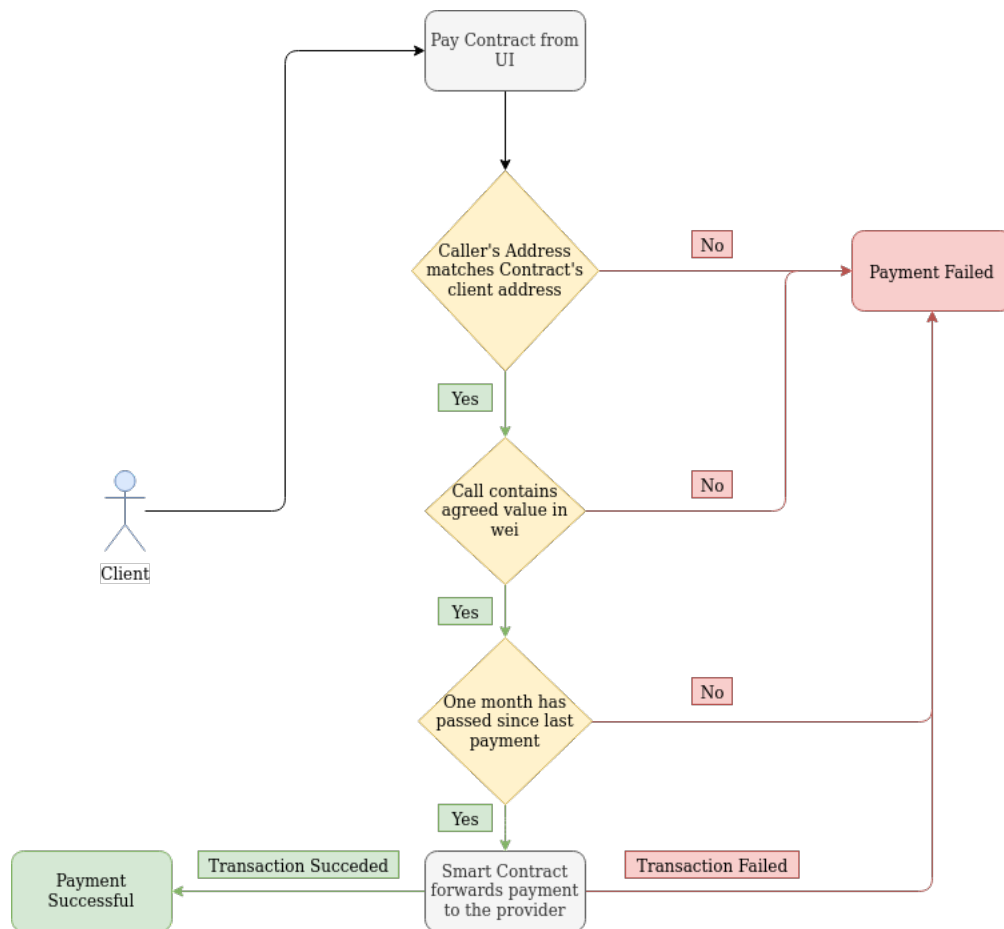 Pay Contract from
UI
Caller's Address
matches Contract's
client address
No
Payment Failed
Yes
Call contains
agreed value in
wei
No
Client
Yes
One month has
passed since last
payment
No
Yes
Payment
Successful
Transaction Succeded
Smart Contract
forwards payment
to the provider
Transaction Failed